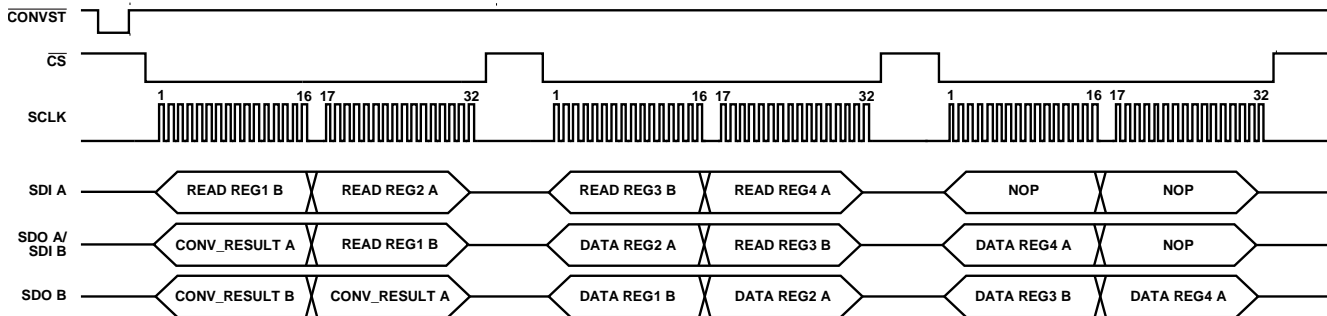 CONVST
CS
1 16 17 32 1 16 17 32 1 16 17 32
SCLK
SDI A READ REG1 B READ REG2 A READ REG3 B READ REG4 A NOP NOP
SDO A/
SDI B CONV_RESULT A READ REG1 B DATA REG2 A READ REG3 B DATA REG4 A NOP
SDO B CONV_RESULT B CONV_RESULT A DATA REG1 B DATA REG2 A DATA REG3 B DATA REG4 A